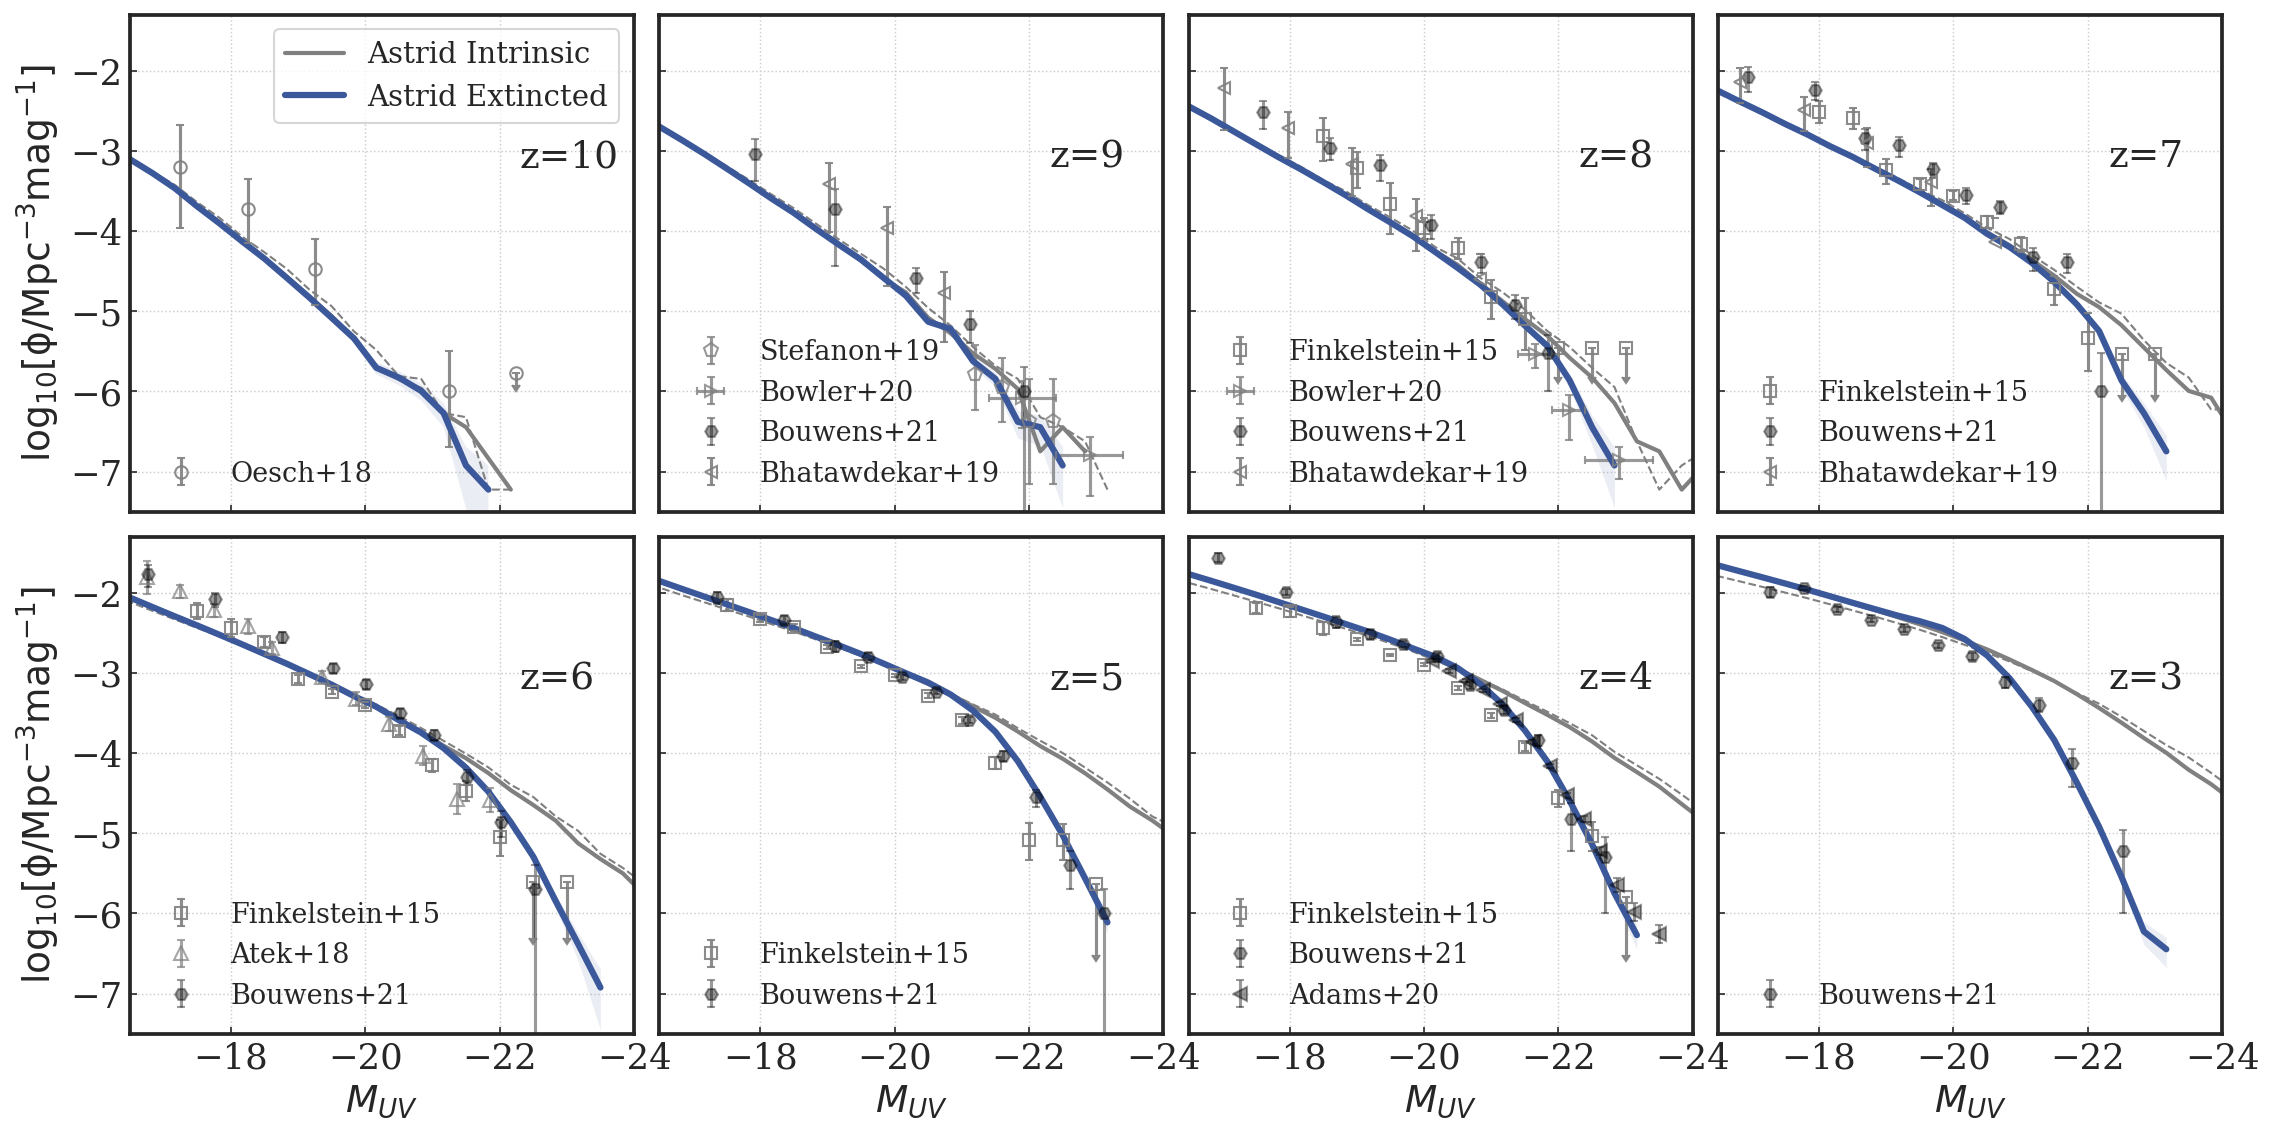 Astrid Intrinsic
Astrid Extincted
z=10
Oesch+18
−2
−3
−4
−5
−6
−7
log₁₀[ϕ/Mpc⁻³mag⁻¹]
z=9
Stefanon+19
Bowler+20
Bouwens+21
Bhatawdekar+19
z=8
Finkelstein+15
Bowler+20
Bouwens+21
Bhatawdekar+19
z=7
Finkelstein+15
Bouwens+21
Bhatawdekar+19
z=6
Finkelstein+15
Atek+18
Bouwens+21
−2
−3
−4
−5
−6
−7
log₁₀[ϕ/Mpc⁻³mag⁻¹]
−18 −20 −22 −24
M_UV
z=5
Finkelstein+15
Bouwens+21
−18 −20 −22 −24
M_UV
z=4
Finkelstein+15
Bouwens+21
Adams+20
−18 −20 −22 −24
M_UV
z=3
Bouwens+21
−18 −20 −22 −24
M_UV